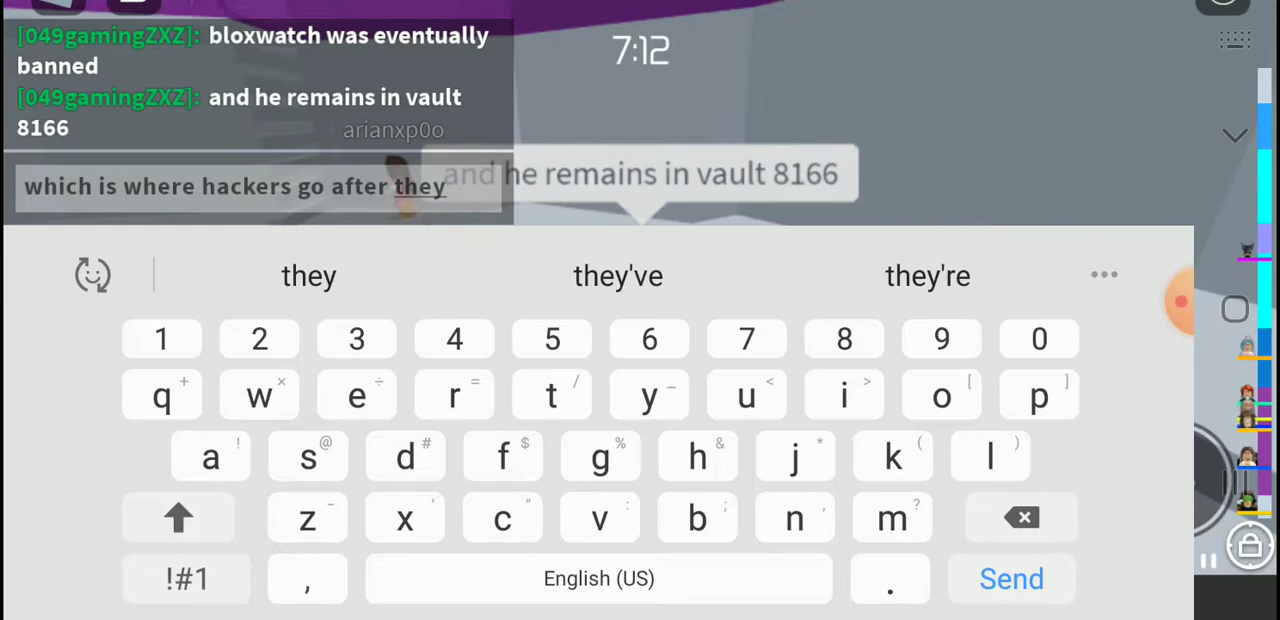 [049gamingZXZ]: bloxwatch was eventually
banned
7:12
[049gamingZXZ]: and he remains in vault
8166
arianxp0o
which is where hackers go after they
and he remains in vault 8166
they they've they're •••
1 2 3 4 5 6 7 8 9 0
q + w × e ÷ r = t / y _ u < i > o [ p ]
a ! s @ d # f $ g % h & j * k ( l )
z - x ' c " v : b ; n , m ?
!#1 , English (US) . Send